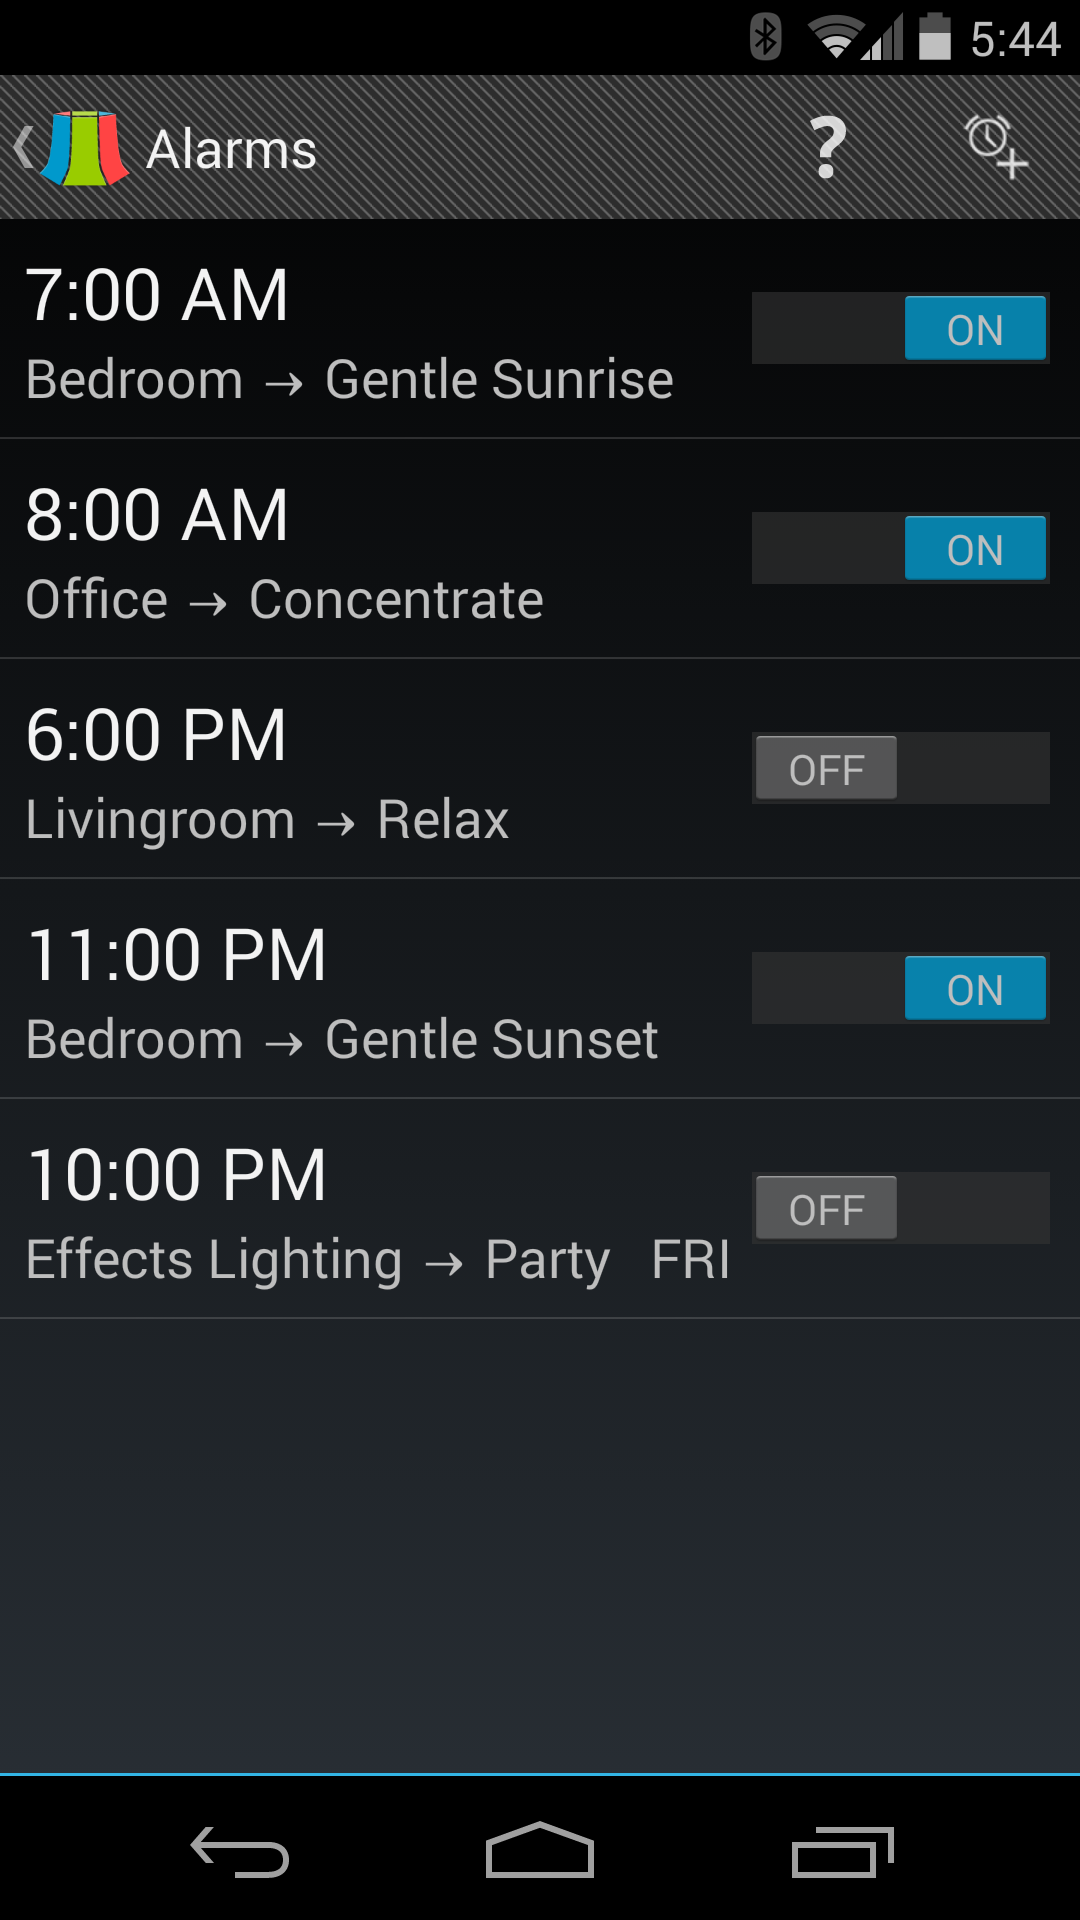 5:44
Alarms ?
7:00 AM
ON
Bedroom → Gentle Sunrise
8:00 AM
ON
Office → Concentrate
6:00 PM
OFF
Livingroom → Relax
11:00 PM
ON
Bedroom → Gentle Sunset
10:00 PM
OFF
Effects Lighting → Party FRI